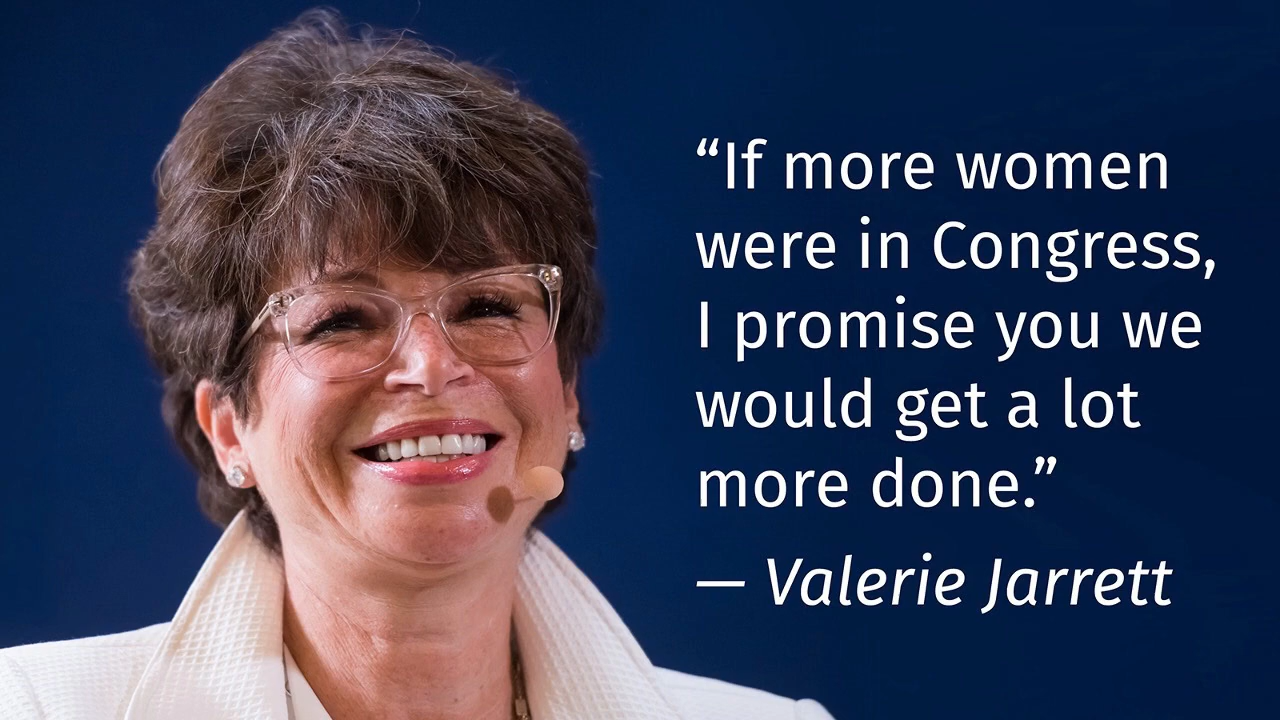 “If more women
were in Congress,
I promise you we
would get a lot
more done.”
— Valerie Jarrett